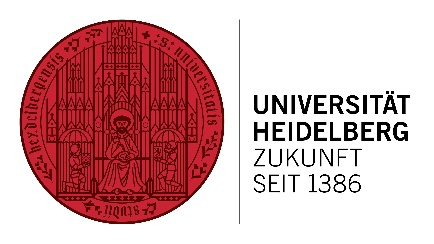 UNIVERSITÄT
HEIDELBERG
ZUKUNFT
SEIT 1386